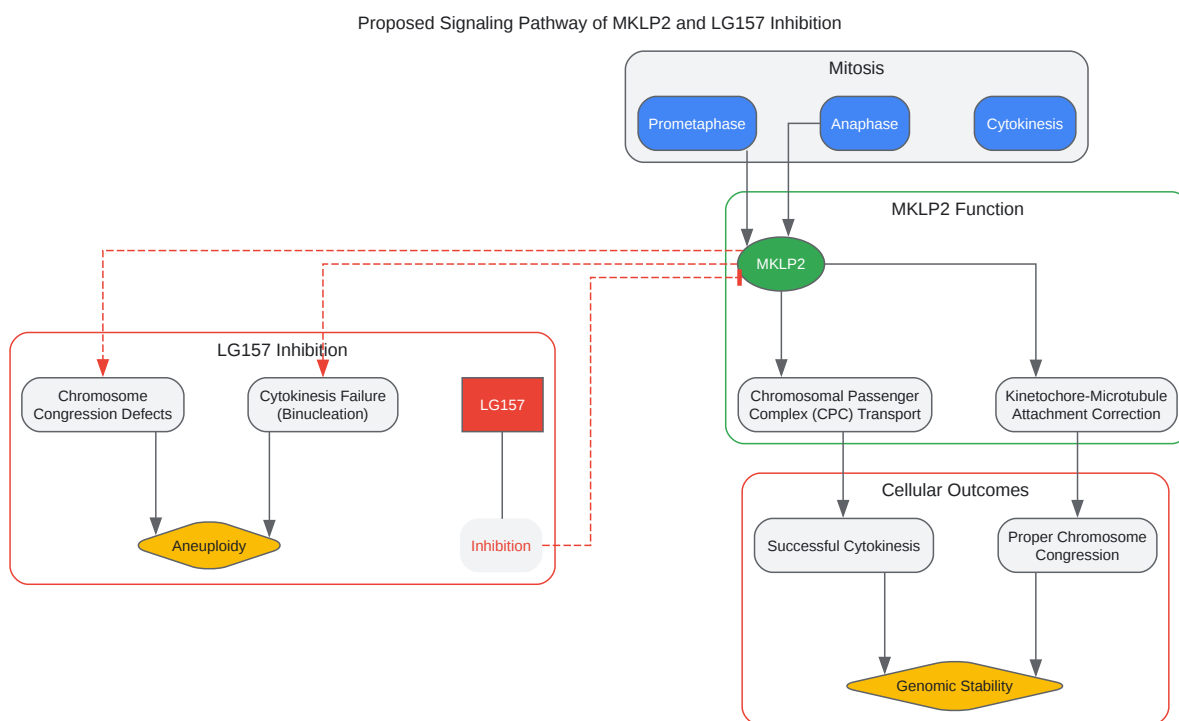 Proposed Signaling Pathway of MKLP2 and LG157 Inhibition
Mitosis
Prometaphase
Anaphase
Cytokinesis
MKLP2 Function
MKLP2
LG157 Inhibition
Chromosome
Congression Defects
Cytokinesis Failure
(Binucleation)
LG157
Chromosomal Passenger
Complex (CPC) Transport
Kinetochore-Microtubule
Attachment Correction
Cellular Outcomes
Aneuploidy
Inhibition
Successful Cytokinesis
Proper Chromosome
Congression
Genomic Stability